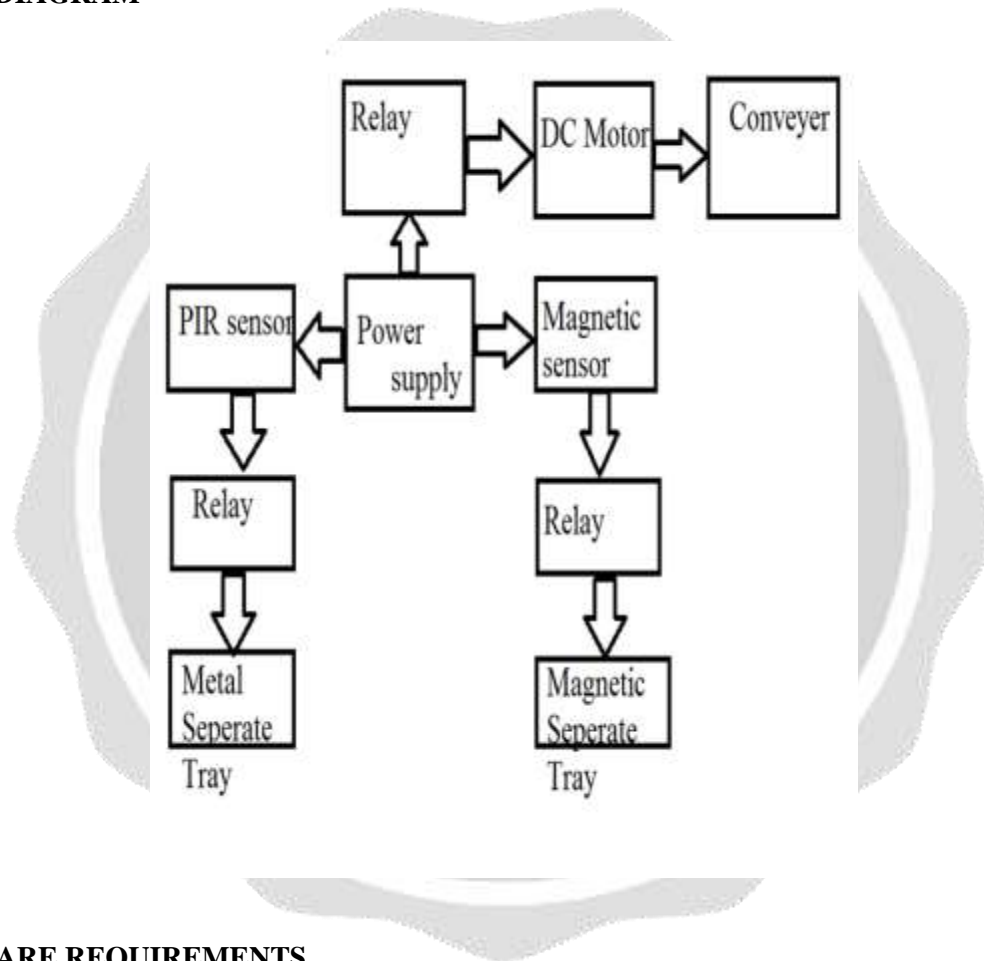 DIAGRAM
Relay
DC Motor
Conveyer
PIR sensor
Power
supply
Magnetic
sensor
Relay
Relay
Metal
Seperate
Tray
Magnetic
Seperate
Tray
ARE REQUIREMENTS